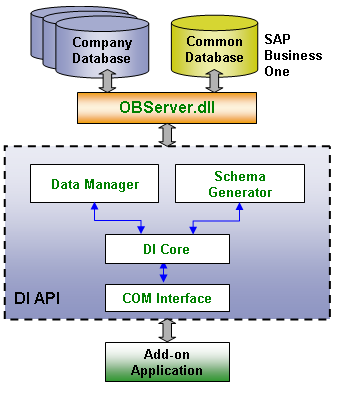 Company
Database
Common
Database
SAP
Business
One
OBServer.dll
Data Manager
Schema
Generator
DI Core
DI API
COM Interface
Add-on
Application